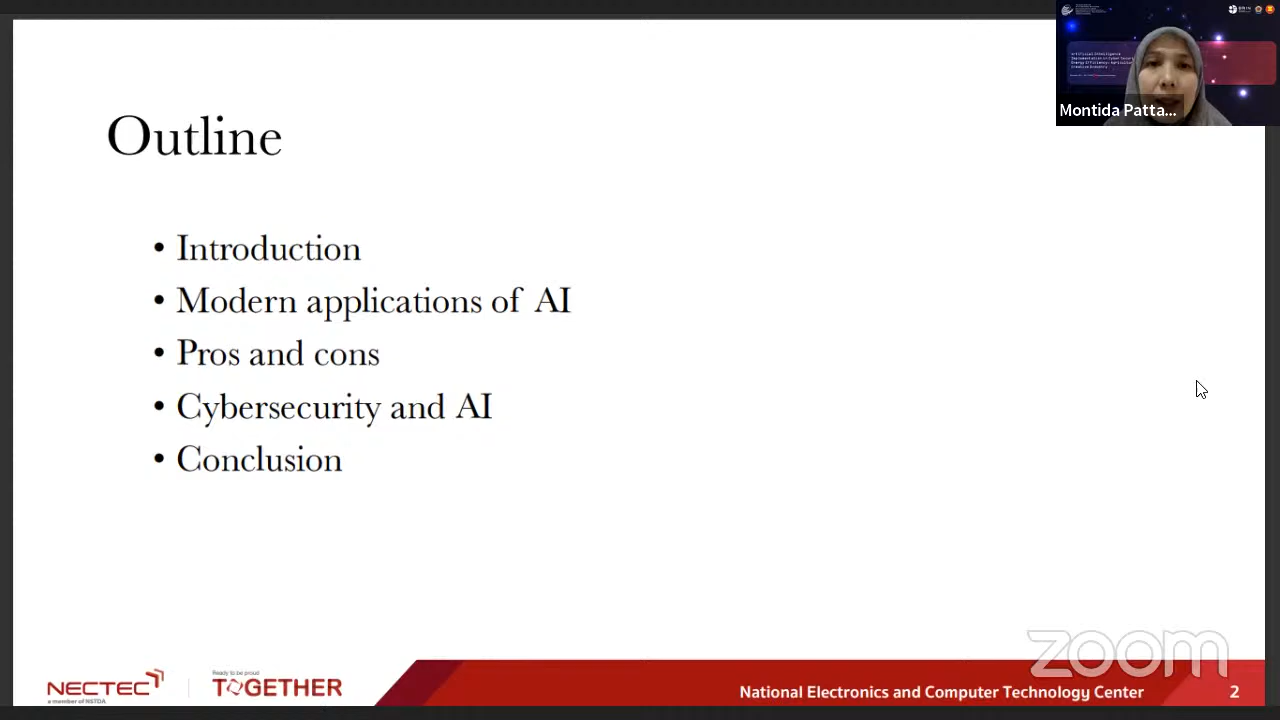 Outline
• Introduction
• Modern applications of AI
• Pros and cons
• Cybersecurity and AI
• Conclusion
Montida Patta...
zoom
NECTEC
a member of NSTDA
Ready to be proud
TOGETHER
National Electronics and Computer Technology Center
2